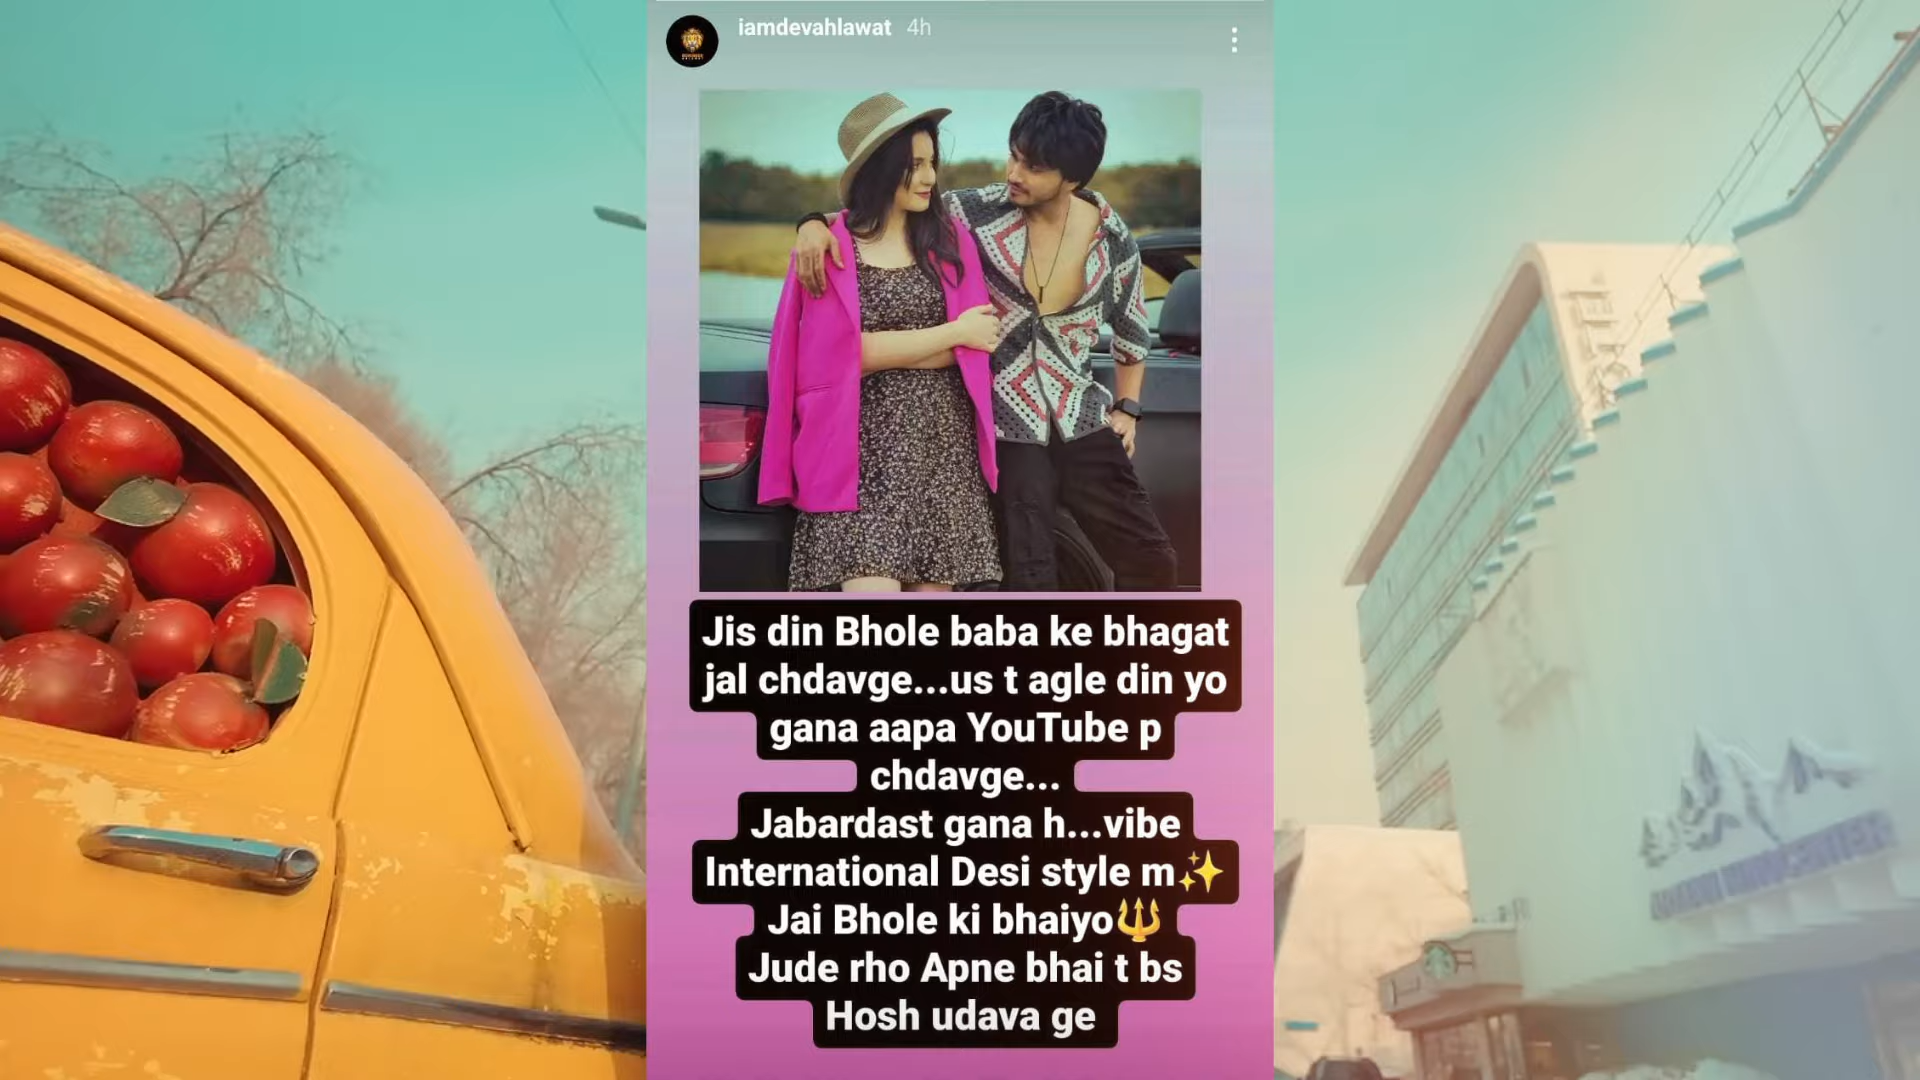 iamdevahlawat 4h
Jis din Bhole baba ke bhagat
jal chdavge...us t agle din yo
gana aapa YouTube p
chdavge...
Jabardast gana h...vibe
International Desi style m✨
Jai Bhole ki bhaiyo🔱
Jude rho Apne bhai t bs
Hosh udava ge